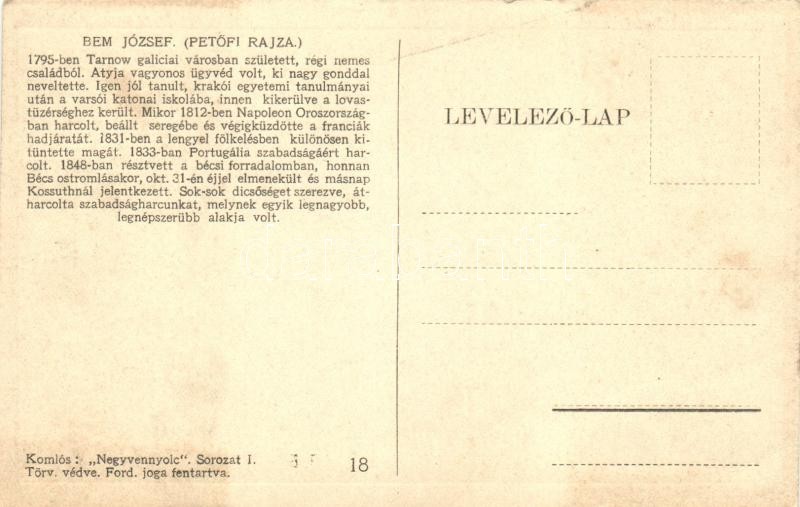 BEM JÓZSEF. (PETŐFI RAJZA.)
1795-ben Tarnow galiciai városban született, régi nemes
családból. Atyja vagyonos ügyvéd volt, ki nagy gonddal
neveltette. Igen jól tanult, krakói egyetemi tanulmányai
után a varsói katonai iskolába, innen kikerülve a lovas-
tüzérséghez került. Mikor 1812-ben Napoleon Oroszország-
ban harcolt, beállt seregébe és végigküzdötte a franciák
hadjáratát. 1831-ben a lengyel fölkelésben különösen ki-
tüntette magát. 1833-ban Portugália szabadságáért har-
colt. 1848-ban résztvett a bécsi forradalomban, honnan
Bécs ostromlásakor, okt. 31-én éjjel elmenekült és másnap
Kossuthnál jelentkezett. Sok-sok dicsőséget szerezve, át-
harcolta szabadságharcunkat, melynek egyik legnagyobb,
legnépszerübb alakja volt.
LEVELEZŐ-LAP
Komlós: „Negyvennyolc". Sorozat I.
Törv. védve. Ford. joga fentartva.
18